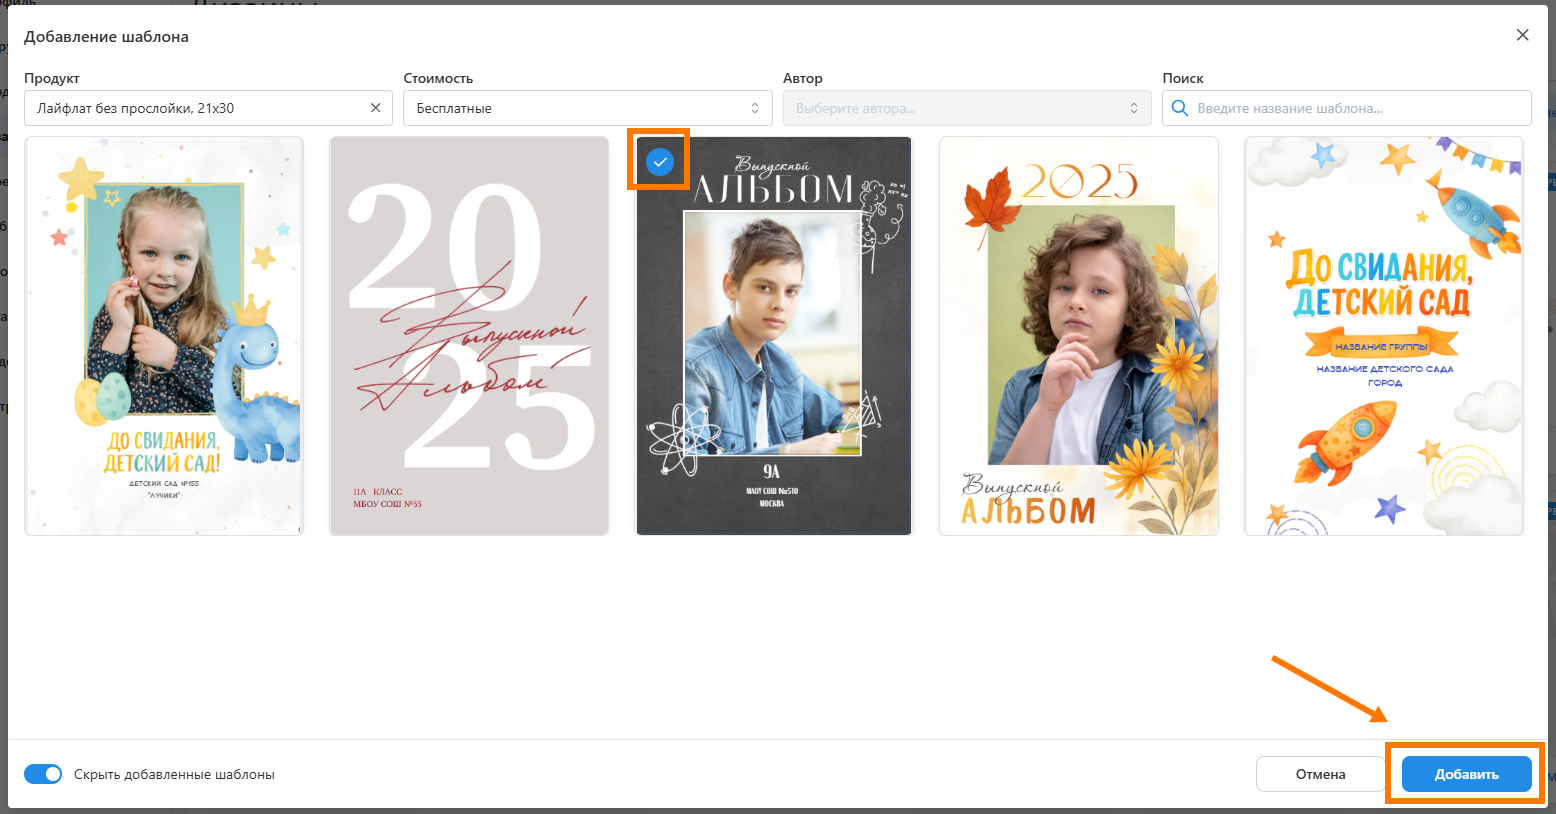 Добавление шаблона
Продукт
Стоимость
Автор
Поиск
Лайфлат без прослойки, 21x30
Бесплатные
Выберите автора...
Введите название шаблона...
ДО СВИДАНИЯ,
ДЕТСКИЙ САД!
ДЕТСКИЙ САД №155
"ЛУЧИКИ"
20
Выпускной
Альбом
25
11А КЛАСС
МБОУ СОШ №55
Выпускной
АЛЬБОМ
9А
МАОУ СОШ №510
МОСКВА
2025
Выпускной
АЛЬБОМ
ДО СВИДАНИЯ,
ДЕТСКИЙ САД
НАЗВАНИЕ ГРУППЫ
НАЗВАНИЕ ДЕТСКОГО САДА
ГОРОД
Скрыть добавленные шаблоны
Отмена
Добавить